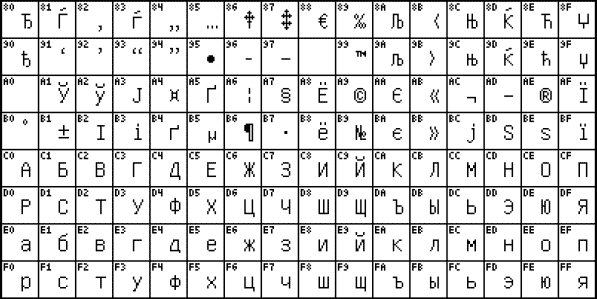 80 Ђ 81 Ѓ 82 ‚ 83 ѓ 84 „ 85 … 86 † 87 ‡ 88 € 89 ‰ 8A Љ 8B ‹ 8C Њ 8D Ќ 8E Ћ 8F Џ
90 ђ 91 ‘ 92 ’ 93 “ 94 ” 95 • 96 – 97 — 99 ™ 9A љ 9B › 9C њ 9D ќ 9E ћ 9F џ
A0 A1 Ў A2 ў A3 Ј A4 ¤ A5 Ґ A6 ¦ A7 § A8 Ё A9 © AA Є AB « AC ¬ AD - AE ® AF Ї
B0 ° B1 ± B2 І B3 і B4 ґ B5 µ B6 ¶ B7 · B8 ё B9 № BA є BB » BC ј BD Ѕ BE ѕ BF ї
C0 А C1 Б C2 В C3 Г C4 Д C5 Е C6 Ж C7 З C8 И C9 Й CA К CB Л CC М CD Н CE О CF П
D0 Р D1 С D2 Т D3 У D4 Ф D5 Х D6 Ц D7 Ч D8 Ш D9 Щ DA Ъ DB Ы DC Ь DD Э DE Ю DF Я
E0 а E1 б E2 в E3 г E4 д E5 е E6 ж E7 з E8 и E9 й EA к EB л EC м ED н EE о EF п
F0 р F1 с F2 т F3 у F4 ф F5 х F6 ц F7 ч F8 ш F9 щ FA ъ FB ы FC ь FD э FE ю FF я